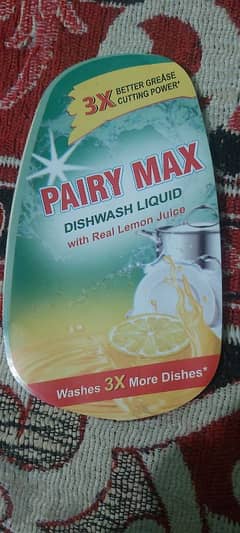 3X BETTER GREASE
CUTTING POWER*
PAIRY MAX
DISHWASH LIQUID
with Real Lemon Juice
Washes 3X More Dishes*